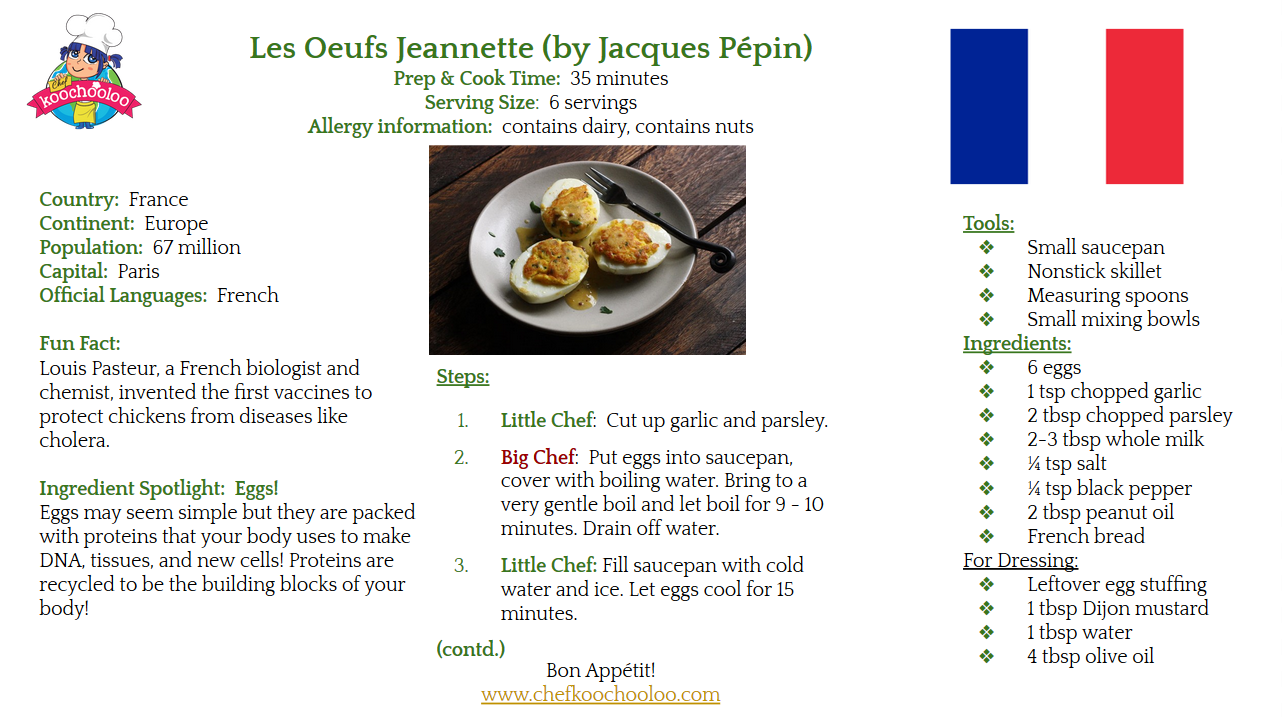 Chef
koochooloo
Les Oeufs Jeannette (by Jacques Pépin)
Prep & Cook Time: 35 minutes
Serving Size: 6 servings
Allergy information: contains dairy, contains nuts
Country: France
Continent: Europe
Population: 67 million
Capital: Paris
Official Languages: French
Fun Fact:
Louis Pasteur, a French biologist and
chemist, invented the first vaccines to
protect chickens from diseases like
cholera.
Ingredient Spotlight: Eggs!
Eggs may seem simple but they are packed
with proteins that your body uses to make
DNA, tissues, and new cells! Proteins are
recycled to be the building blocks of your
body!
Steps:
1. Little Chef: Cut up garlic and parsley.
2. Big Chef: Put eggs into saucepan,
cover with boiling water. Bring to a
very gentle boil and let boil for 9 - 10
minutes. Drain off water.
3. Little Chef: Fill saucepan with cold
water and ice. Let eggs cool for 15
minutes.
(contd.)
Bon Appétit!
www.chefkoochooloo.com
Tools:
❖ Small saucepan
❖ Nonstick skillet
❖ Measuring spoons
❖ Small mixing bowls
Ingredients:
❖ 6 eggs
❖ 1 tsp chopped garlic
❖ 2 tbsp chopped parsley
❖ 2-3 tbsp whole milk
❖ ¼ tsp salt
❖ ¼ tsp black pepper
❖ 2 tbsp peanut oil
❖ French bread
For Dressing:
❖ Leftover egg stuffing
❖ 1 tbsp Dijon mustard
❖ 1 tbsp water
❖ 4 tbsp olive oil